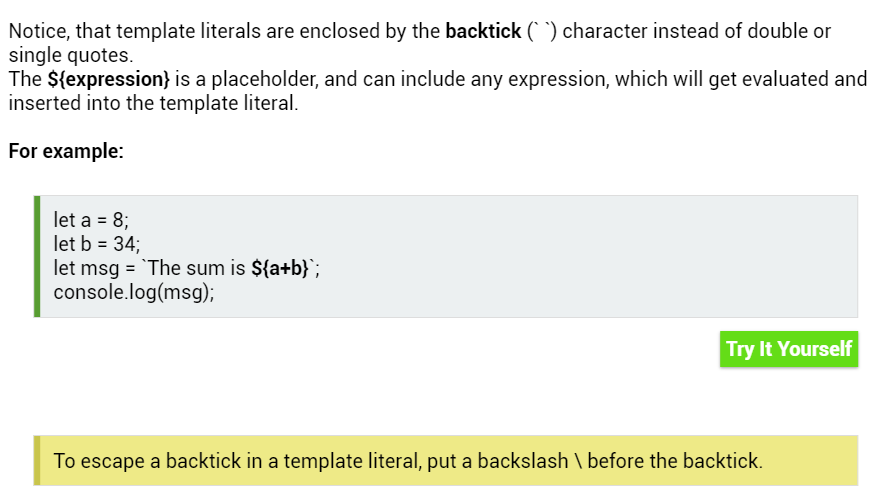 Notice, that template literals are enclosed by the backtick (` `) character instead of double or
single quotes.
The ${expression} is a placeholder, and can include any expression, which will get evaluated and
inserted into the template literal.
For example:
let a = 8;
let b = 34;
let msg = `The sum is ${a+b}`;
console.log(msg);
Try It Yourself
To escape a backtick in a template literal, put a backslash \ before the backtick.